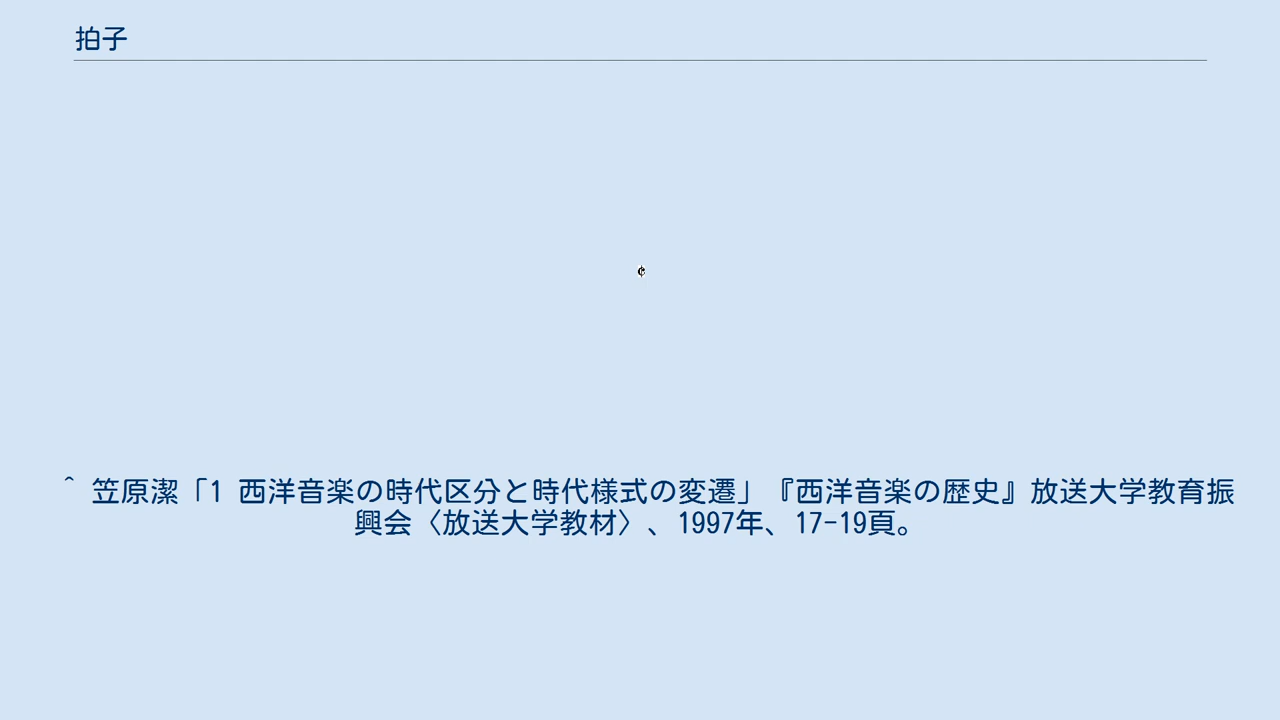 拍子
^ 笠原潔「1 西洋音楽の時代区分と時代様式の変遷」『西洋音楽の歴史』放送大学教育振
興会〈放送大学教材〉、1997年、17-19頁。